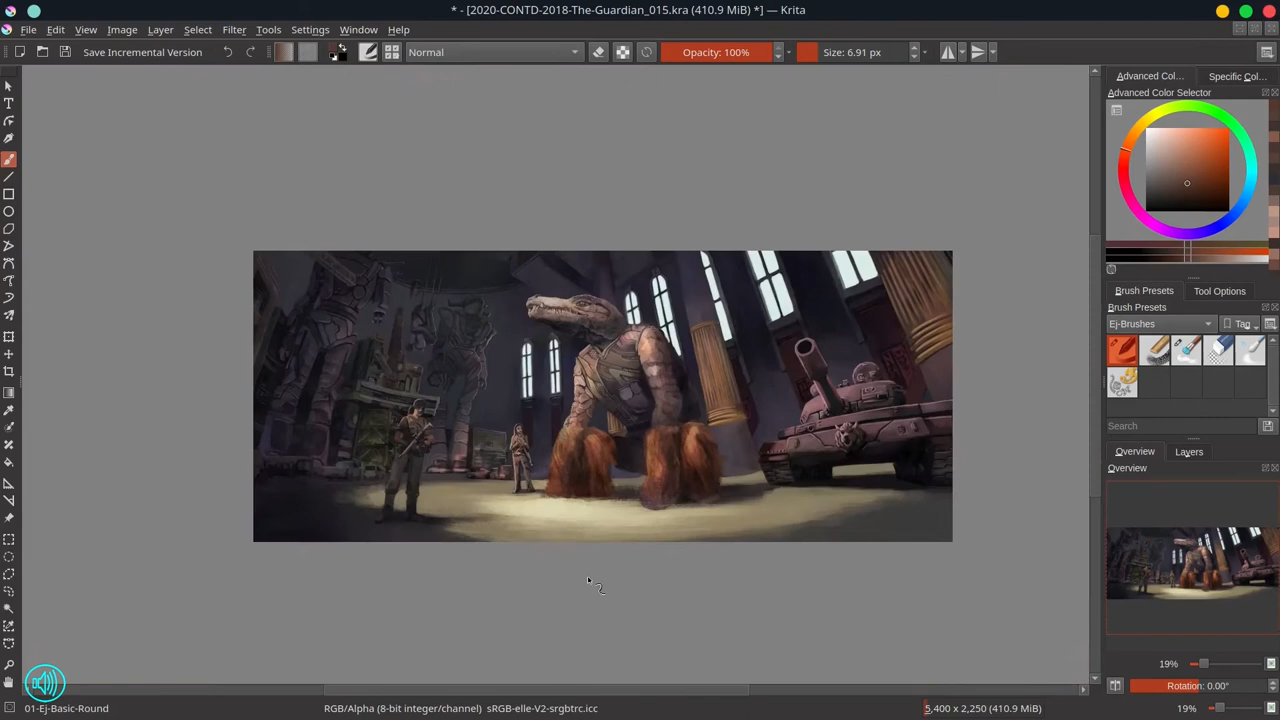 * - [2020-CONTD-2018-The-Guardian_015.kra (410.9 MiB) *] — Krita
File Edit View Image Layer Select Filter Tools Settings Window Help
Save Incremental Version Normal Opacity: 100% Size: 6.91 px
Advanced Col... Specific Col...
Advanced Color Selector
Brush Presets Tool Options
Brush Presets
Ej-Brushes Tag
Search
Overview Layers
Overview
19%
Rotation: 0.00°
01-Ej-Basic-Round RGB/Alpha (8-bit integer/channel) sRGB-elle-V2-srgbtrc.icc 5,400 x 2,250 (410.9 MiB) 19%